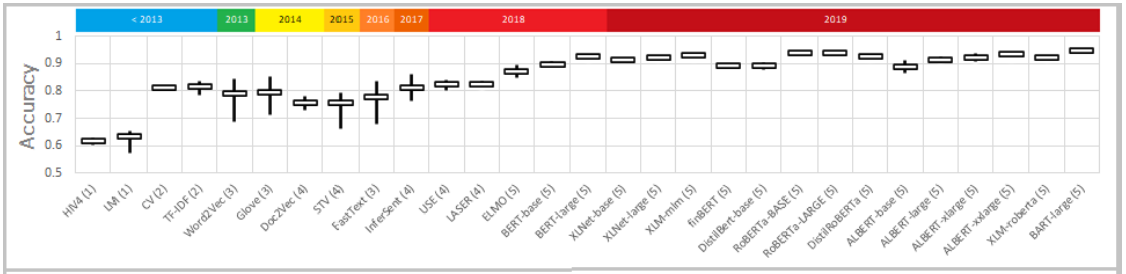 < 2013 2013 2014 2015 2016 2017 2018 2019
1
0.9
0.8
0.7
0.6
0.5
Accuracy
HIV4 (1)
LM (1)
CV (2)
TF-IDF (2)
Word2Vec (3)
Glove (3)
Doc2Vec (4)
STV (4)
FastText (3)
InferSent (4)
USE (4)
LASER (4)
ELMO (5)
BERT-base (5)
BERT-large (5)
XLNet-base (5)
XLNet-large (5)
XLM-mlm (5)
finBERT (5)
DistilBert-base (5)
RoBERTa-BASE (5)
RoBERTa-LARGE (5)
DistilRoBERTa (5)
ALBERT-base (5)
ALBERT-large (5)
ALBERT-xlarge (5)
ALBERT-xxlarge (5)
XLM-roberta (5)
BART-large (5)